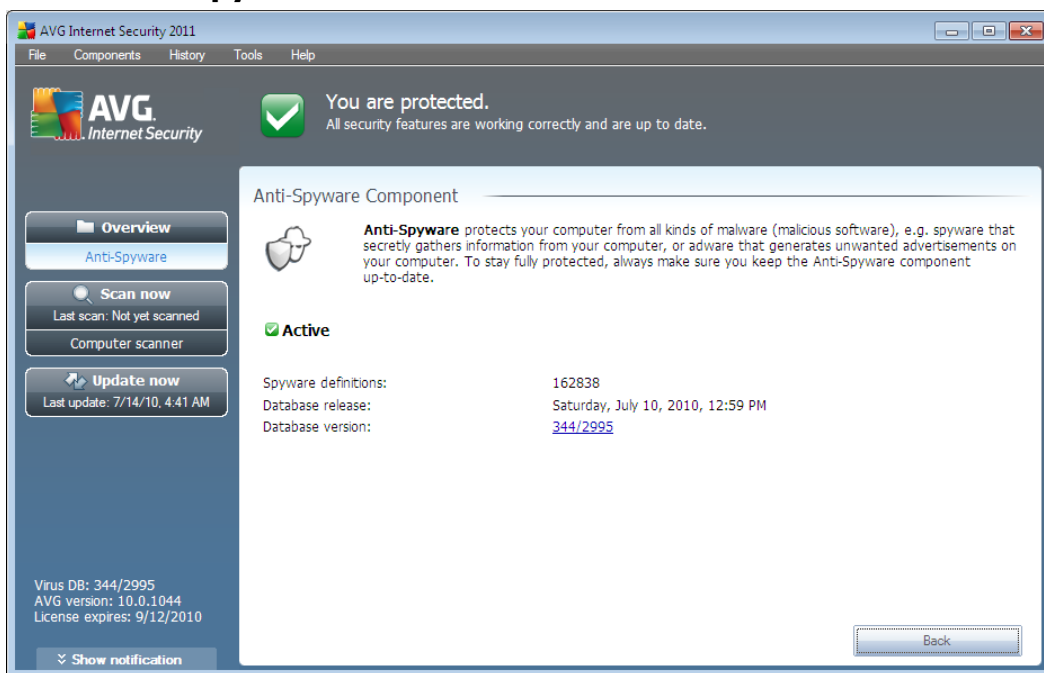 AVG Internet Security 2011
File Components History Tools Help
AVG.
Internet Security
You are protected.
All security features are working correctly and are up to date.
Overview
Anti-Spyware
Scan now
Last scan: Not yet scanned
Computer scanner
Update now
Last update: 7/14/10, 4:41 AM
Virus DB: 344/2995
AVG version: 10.0.1044
License expires: 9/12/2010
Show notification
Anti-Spyware Component
Anti-Spyware protects your computer from all kinds of malware (malicious software), e.g. spyware that
secretly gathers information from your computer, or adware that generates unwanted advertisements on
your computer. To stay fully protected, always make sure you keep the Anti-Spyware component
up-to-date.
Active
Spyware definitions: 162838
Database release: Saturday, July 10, 2010, 12:59 PM
Database version: 344/2995
Back